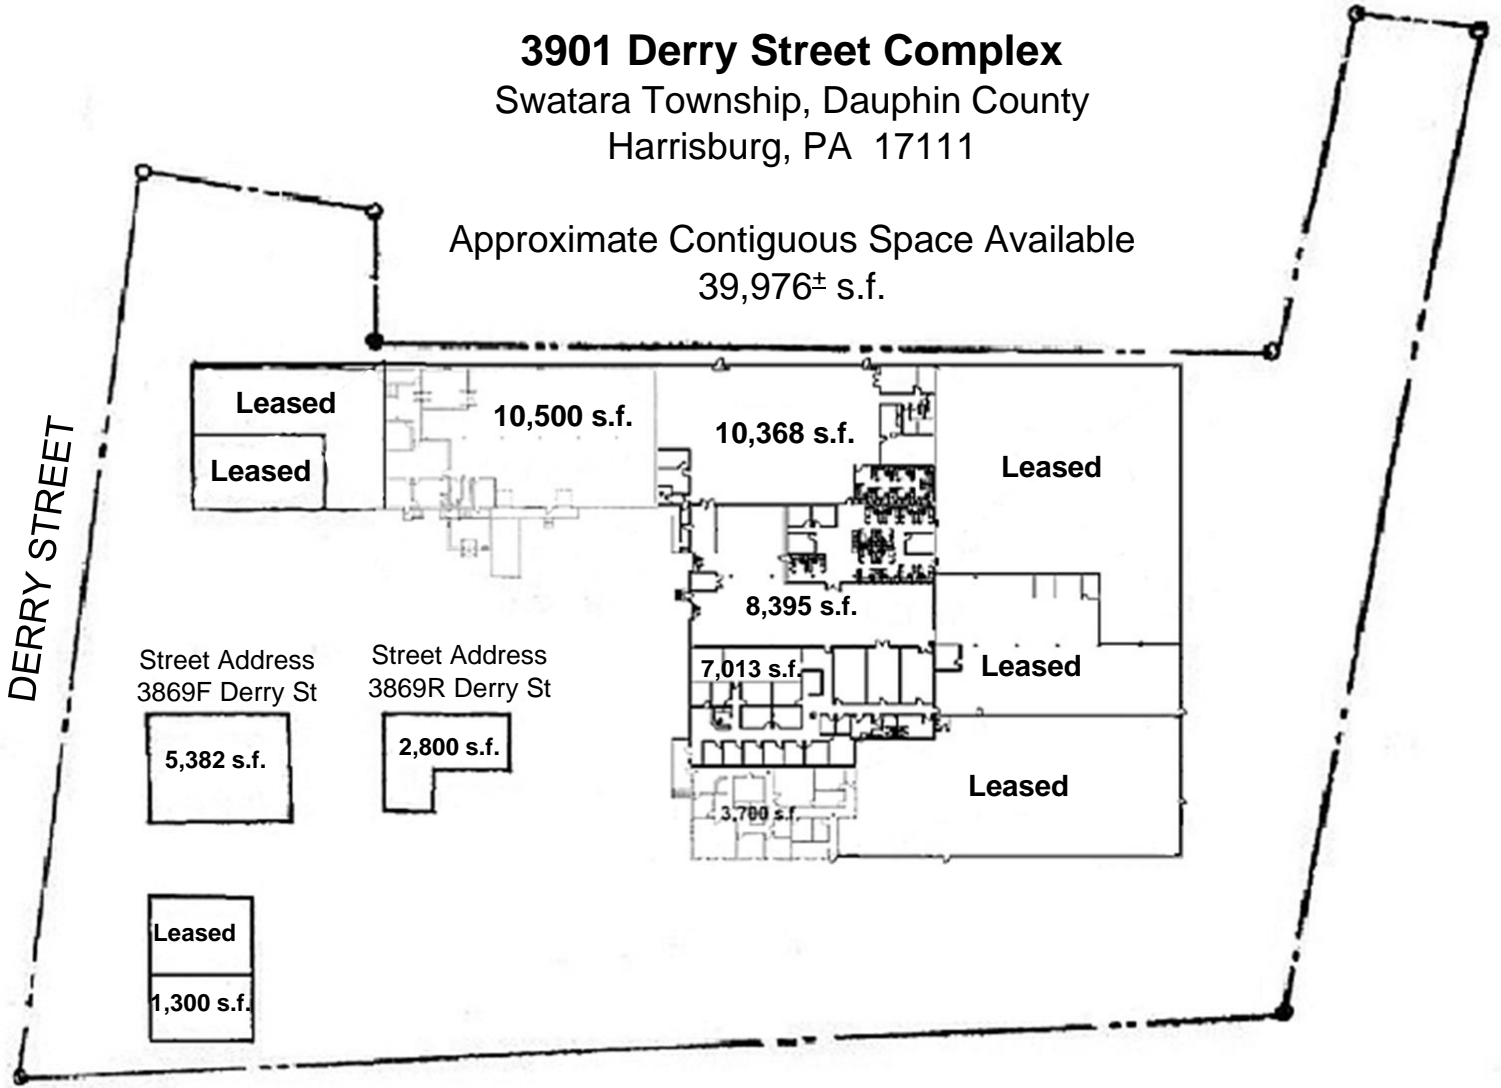 3901 Derry Street Complex
Swatara Township, Dauphin County
Harrisburg, PA 17111
Approximate Contiguous Space Available
39,976± s.f.
DERRY STREET
Leased
Leased
10,500 s.f.
10,368 s.f.
Leased
8,395 s.f.
7,013 s.f.
Leased
Street Address
3869F Derry St
5,382 s.f.
Street Address
3869R Derry St
2,800 s.f.
Leased
3,700 s.f.
Leased
1,300 s.f.